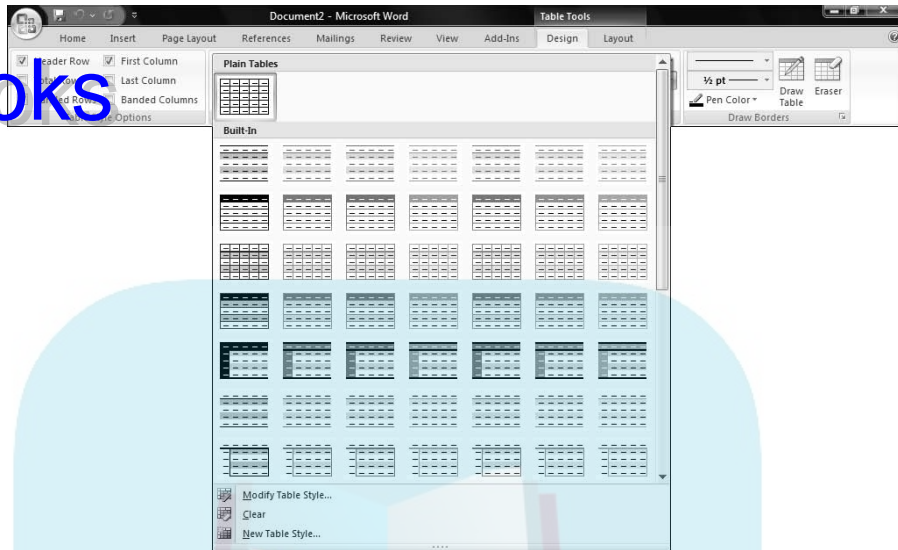 Document2 - Microsoft Word Table Tools
Home Insert Page Layout References Mailings Review View Add-Ins Design Layout
Header Row First Column
Last Column
Banded Columns
Options
oks
Plain Tables
Built-In
½ pt
Pen Color
Draw Table
Eraser
Draw Borders
Modify Table Style...
Clear
New Table Style...